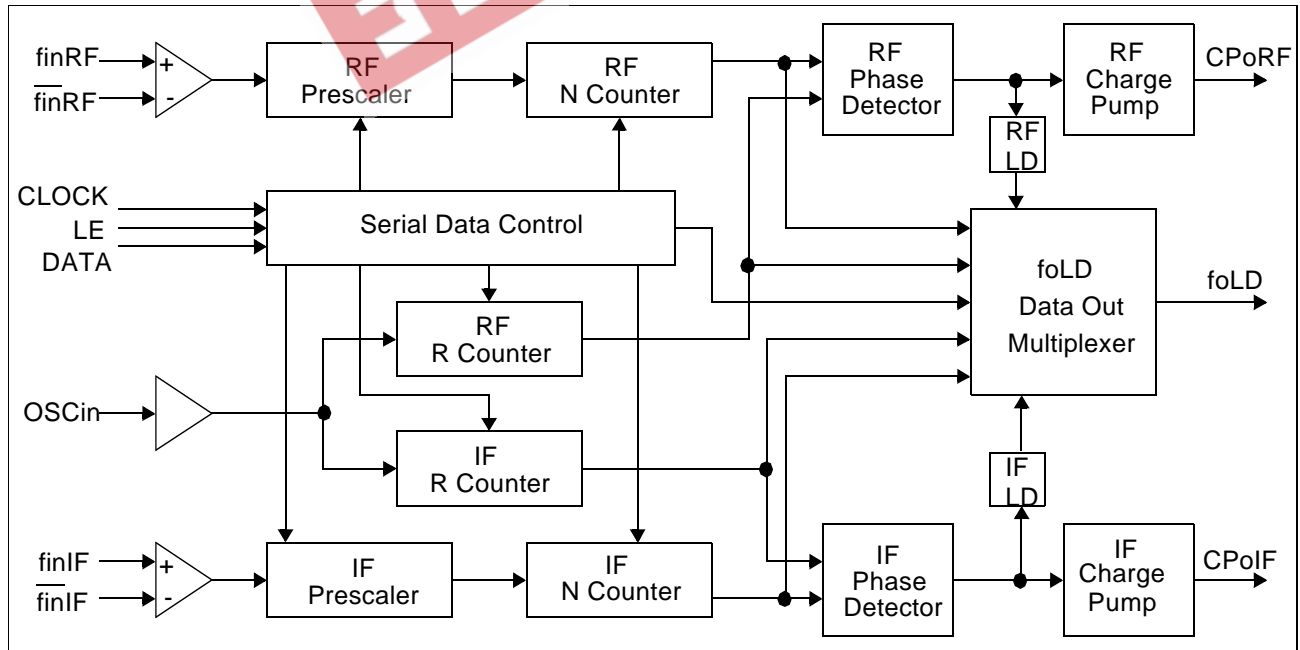 finRF
finRF
+
-
RF
Prescaler
RF
N Counter
RF
Phase
Detector
RF
Charge
Pump
CPoRF
RF
LD
CLOCK
LE
DATA
Serial Data Control
foLD
Data Out
Multiplexer
foLD
RF
R Counter
OSCin
IF
R Counter
IF
LD
finIF
finIF
+
-
IF
Prescaler
IF
N Counter
IF
Phase
Detector
IF
Charge
Pump
CPoIF